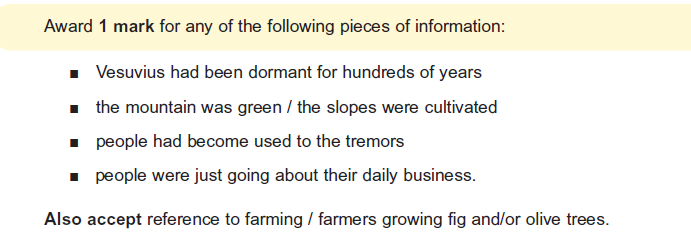 Award 1 mark for any of the following pieces of information:
■ Vesuvius had been dormant for hundreds of years
■ the mountain was green / the slopes were cultivated
■ people had become used to the tremors
■ people were just going about their daily business.
Also accept reference to farming / farmers growing fig and/or olive trees.